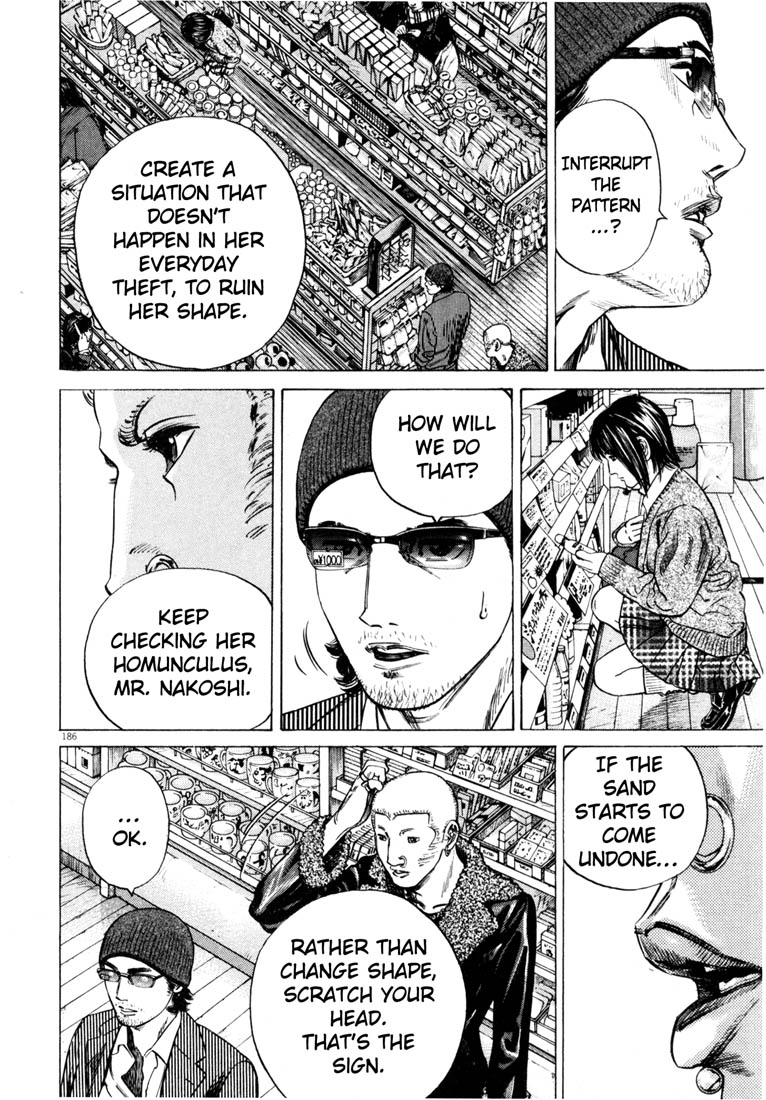 INTERRUPT
THE
PATTERN
...?
CREATE A
SITUATION THAT
DOESN'T
HAPPEN IN HER
EVERYDAY
THEFT, TO RUIN
HER SHAPE.
HOW WILL
WE DO
THAT?
¥1000
KEEP
CHECKING HER
HOMUNCULUS,
MR. NAKOSHI.
186
IF THE
SAND
STARTS TO
COME
UNDONE...
RATHER THAN
CHANGE SHAPE,
SCRATCH YOUR
HEAD.
THAT'S THE
SIGN.
...
OK.